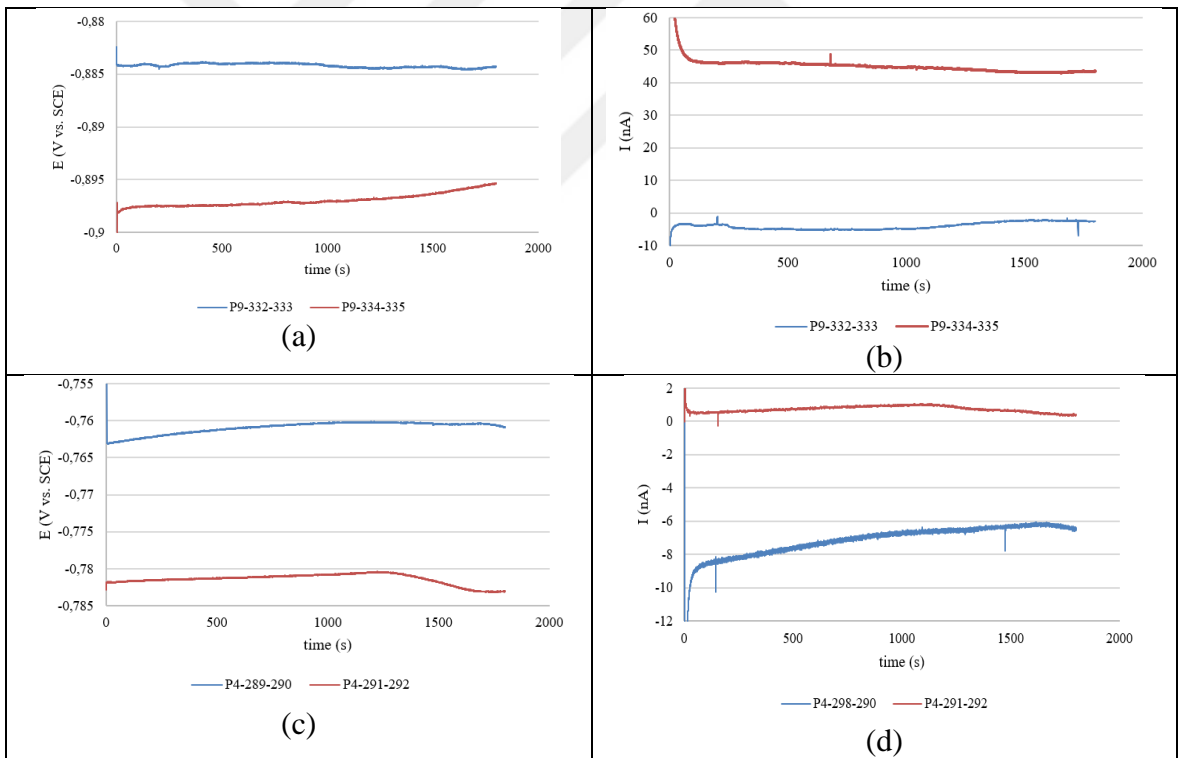 -0,88
-0,885
-0,89
-0,895
-0,9
E (V vs. SCE)
0 500 1000 1500 2000
time (s)
P9-332-333 P9-334-335
(a)
60
50
40
30
20
10
0
-10
I (nA)
0 500 1000 1500 2000
time (s)
P9-332-333 P9-334-335
(b)
-0,755
-0,76
-0,765
-0,77
-0,775
-0,78
-0,785
E (V vs. SCE)
0 500 1000 1500 2000
time (s)
P4-289-290 P4-291-292
(c)
2
0
-2
-4
-6
-8
-10
-12
I (nA)
0 500 1000 1500 2000
time (s)
P4-298-290 P4-291-292
(d)